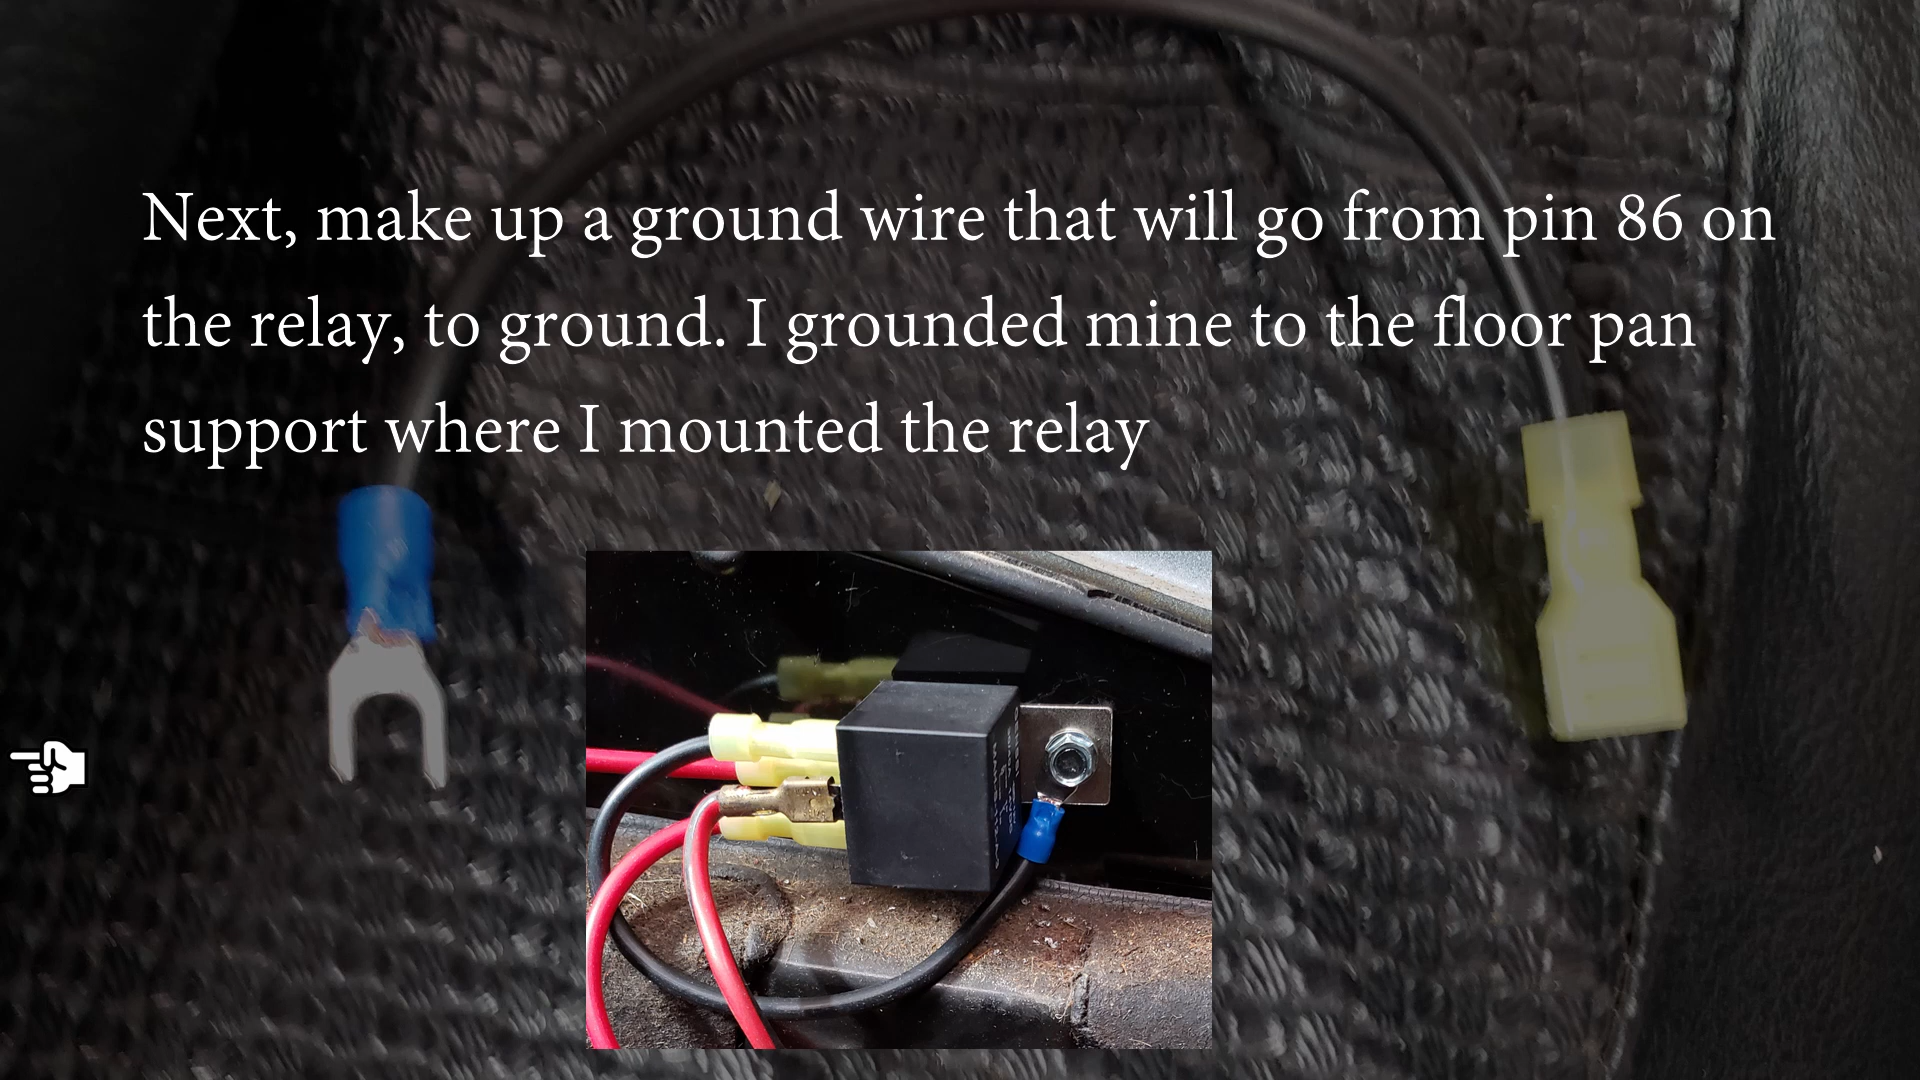 Next, make up a ground wire that will go from pin 86 on
the relay, to ground. I grounded mine to the floor pan
support where I mounted the relay